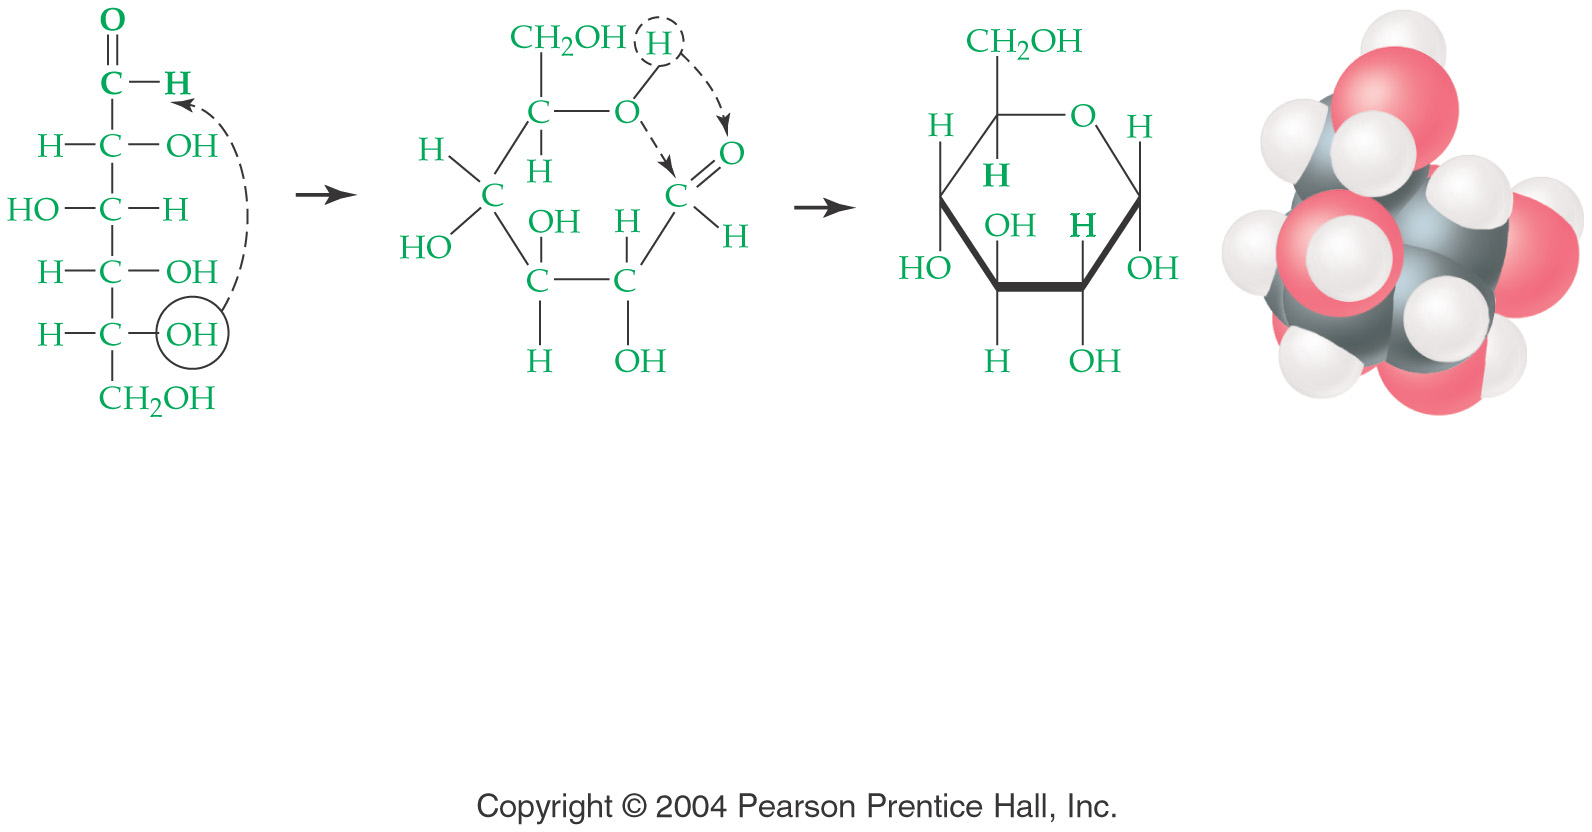 O
C H
H C OH
HO C H
H C OH
H C OH
CH₂OH
CH₂OH H
C O
H H O
C C
HO OH H H
C C
H OH
CH₂OH
H O H
H
OH H
HO OH
H OH
Copyright © 2004 Pearson Prentice Hall, Inc.